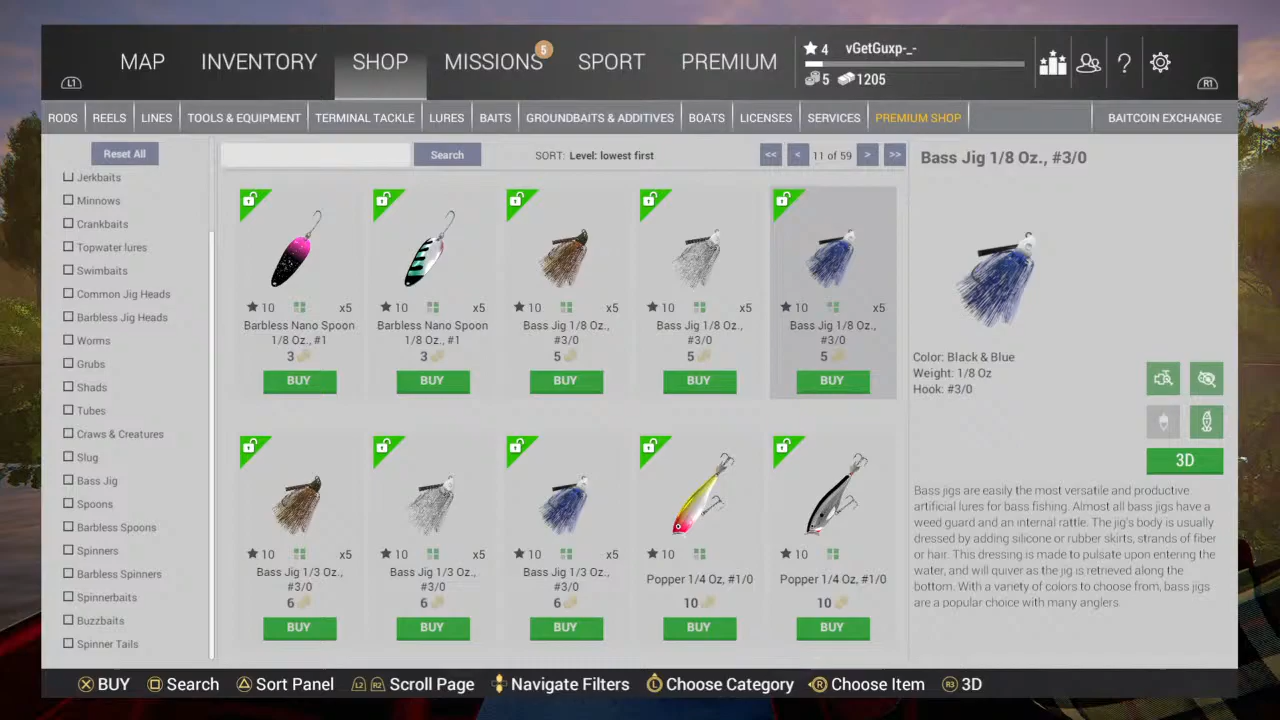 MAP INVENTORY SHOP MISSIONS 5 SPORT PREMIUM
4 vGetGuxp-_-
5 1205
L1
R1
RODS REELS LINES TOOLS & EQUIPMENT TERMINAL TACKLE LURES BAITS GROUNDBAITS & ADDITIVES BOATS LICENSES SERVICES PREMIUM SHOP BAITCOIN EXCHANGE
Reset All
Jerkbaits
Minnows
Crankbaits
Topwater lures
Swimbaits
Common Jig Heads
Barbless Jig Heads
Worms
Grubs
Shads
Tubes
Craws & Creatures
Slug
Bass Jig
Spoons
Barbless Spoons
Spinners
Barbless Spinners
Spinnerbaits
Buzzbaits
Spinner Tails
Search SORT: Level: lowest first << < 11 of 59 > >>
10 x5 10 x5 10 x5 10 x5 10 x5
Barbless Nano Spoon Barbless Nano Spoon Bass Jig 1/8 Oz., Bass Jig 1/8 Oz., Bass Jig 1/8 Oz.,
1/8 Oz., #1 1/8 Oz., #1 #3/0 #3/0 #3/0
3 3 5 5 5
BUY BUY BUY BUY BUY
10 x5 10 x5 10 x5 10 10
Bass Jig 1/3 Oz., Bass Jig 1/3 Oz., Bass Jig 1/3 Oz., Popper 1/4 Oz, #1/0 Popper 1/4 Oz, #1/0
#3/0 #3/0 #3/0
6 6 6 10 10
BUY BUY BUY BUY BUY
Bass Jig 1/8 Oz., #3/0
Color: Black & Blue
Weight: 1/8 Oz
Hook: #3/0
3D
Bass jigs are easily the most versatile and productive
artificial lures for bass fishing. Almost all bass jigs have a
weed guard and an internal rattle. The jig's body is usually
dressed by adding silicone or rubber skirts, strands of fiber
or hair. This dressing is made to pulsate upon entering the
water, and will quiver as the jig is retrieved along the
bottom. With a variety of colors to choose from, bass jigs
are a popular choice with many anglers.
BUY Search Sort Panel L2 R2 Scroll Page Navigate Filters L Choose Category R Choose Item R3 3D